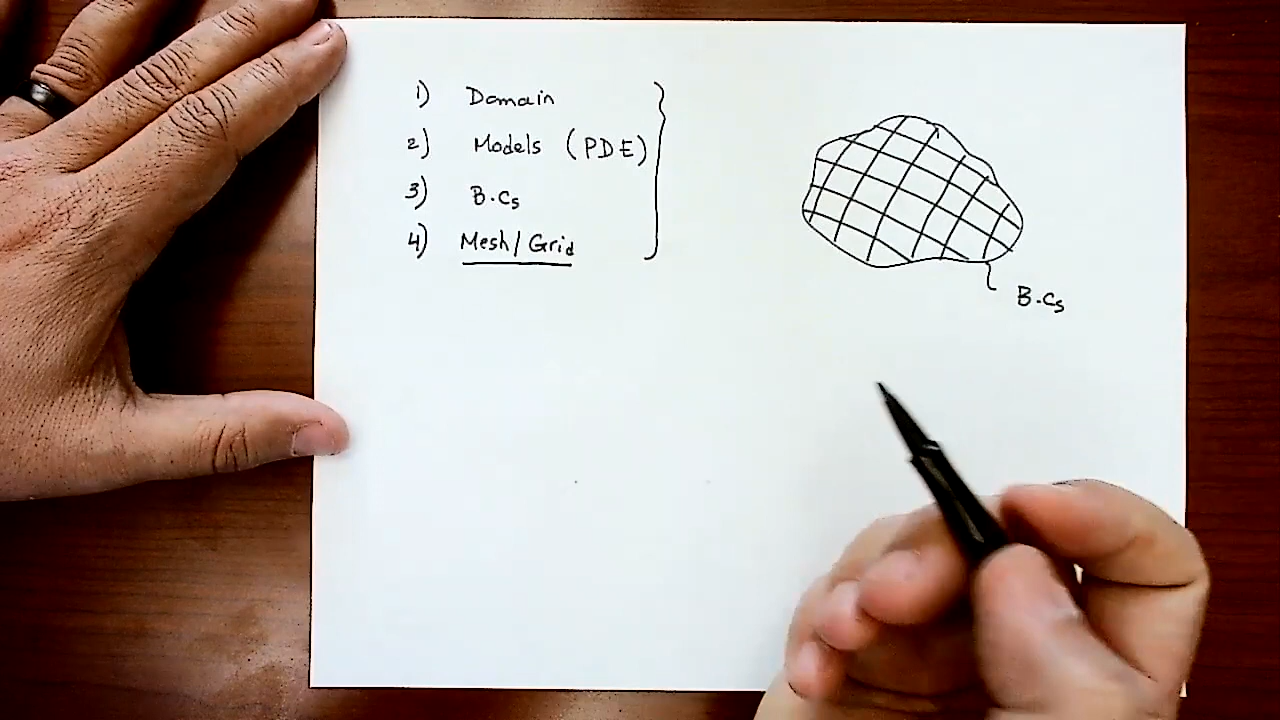 1) Domain
2) Models (PDE)
3) B.Cs
4) Mesh/Grid
B.Cs